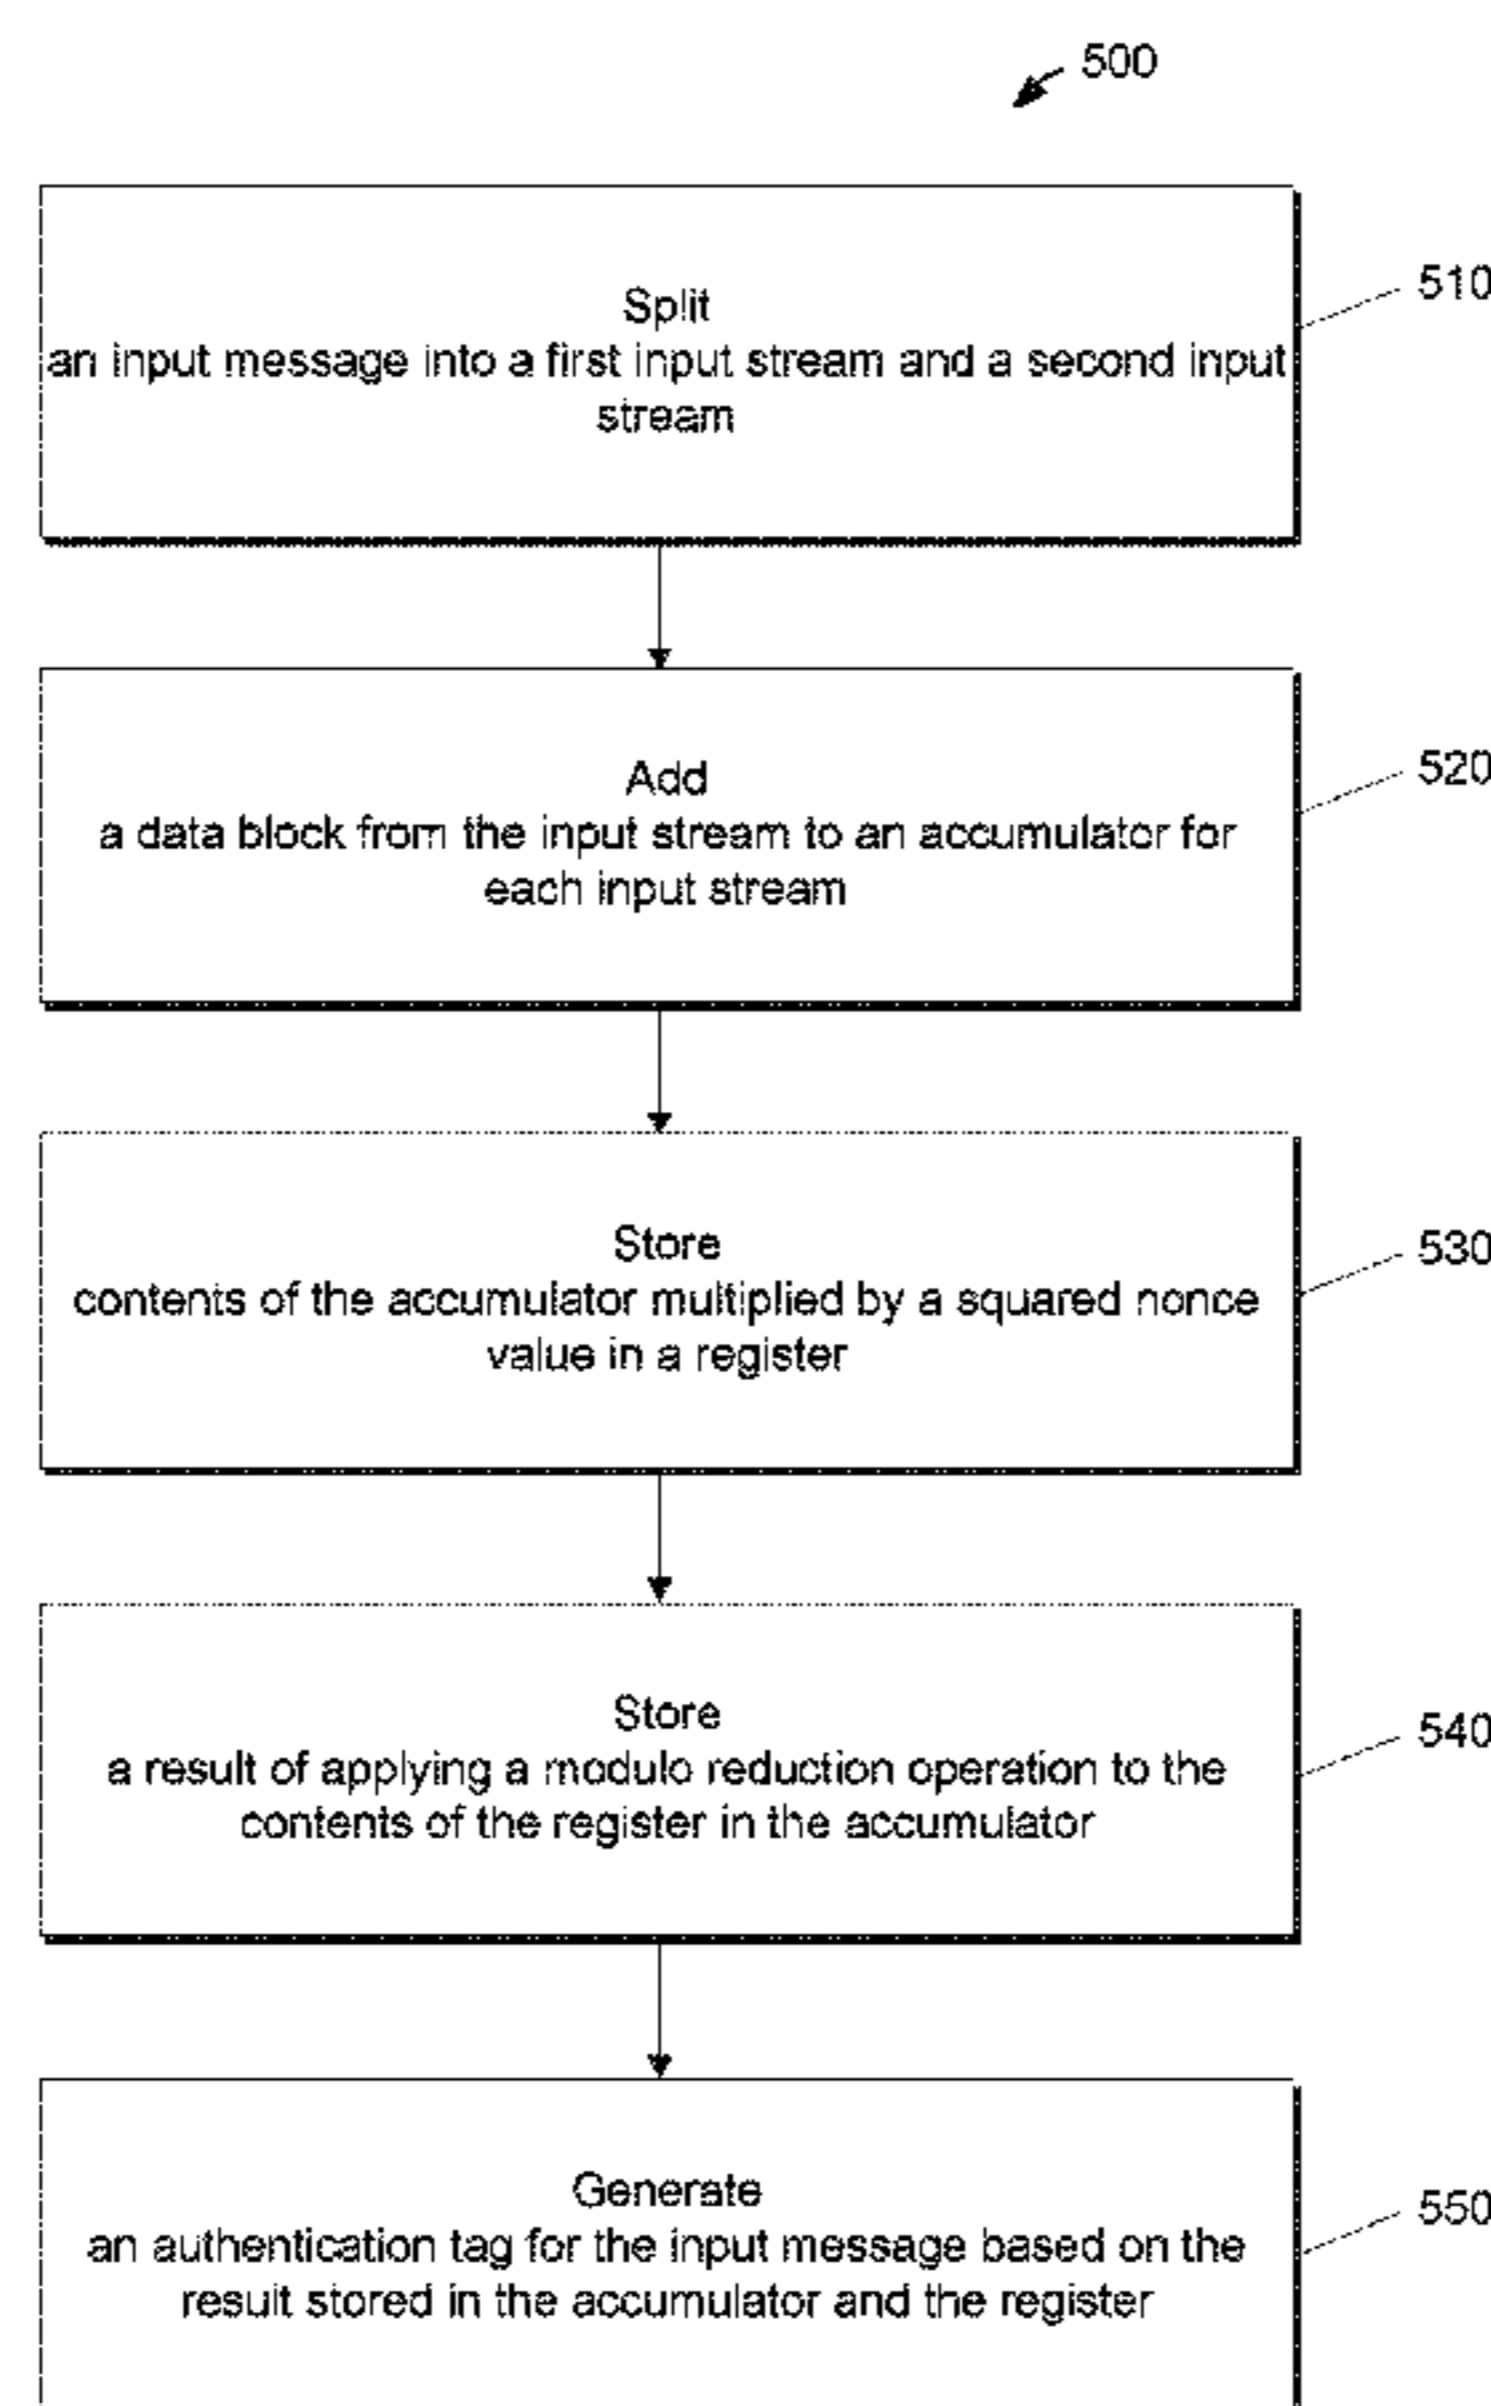 500
Split
an input message into a first input stream and a second input
stream
510
Add
a data block from the input stream to an accumulator for
each input stream
520
Store
contents of the accumulator multiplied by a squared nonce
value in a register
530
Store
a result of applying a modulo reduction operation to the
contents of the register in the accumulator
540
Generate
an authentication tag for the input message based on the
result stored in the accumulator and the register
550